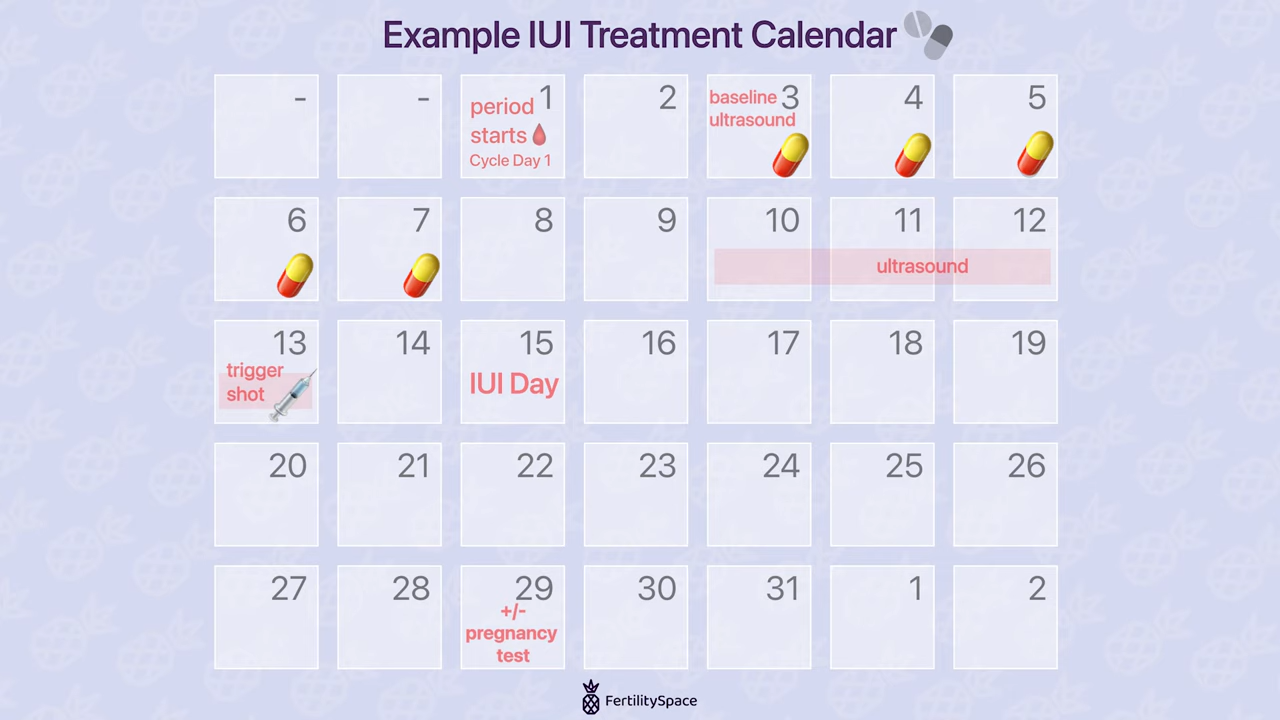 Example IUI Treatment Calendar
- - 1 2 3 4 5
period
starts
Cycle Day 1
baseline
ultrasound
6 7 8 9 10 11 12
ultrasound
13 14 15 16 17 18 19
trigger
shot
IUI Day
20 21 22 23 24 25 26
27 28 29 30 31 1 2
+/-
pregnancy
test
FertilitySpace